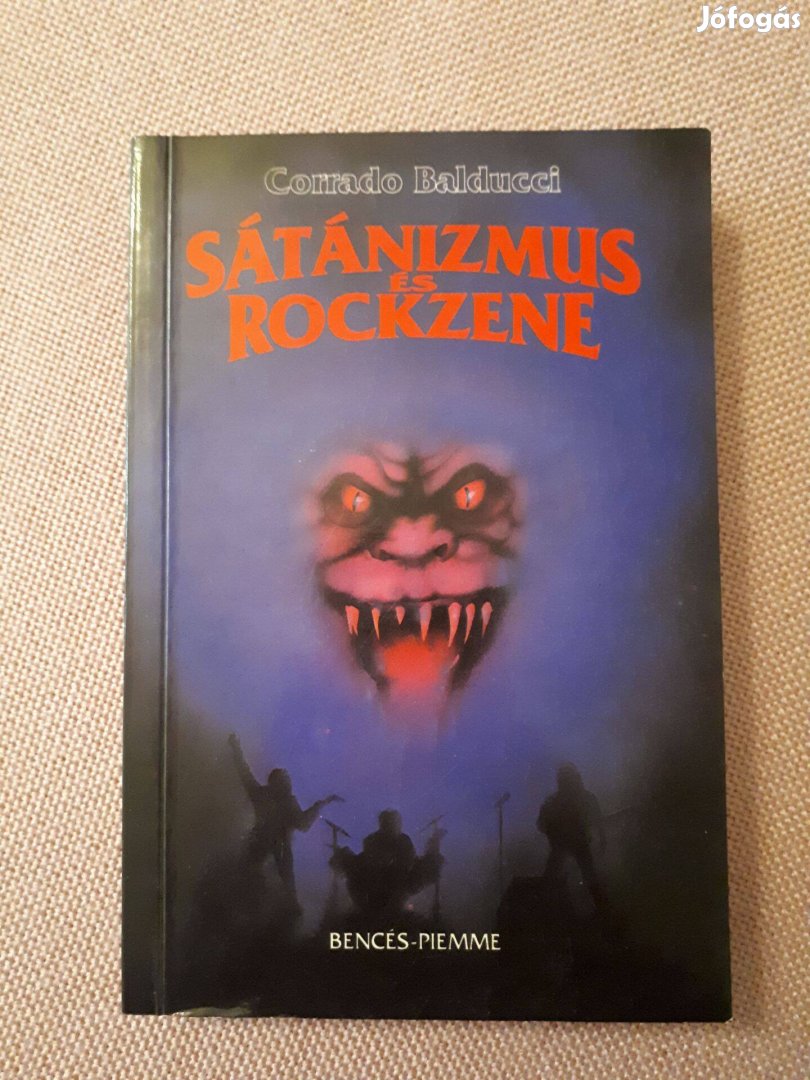 Jófogás
Corrado Balducci
SÁTÁNIZMUS
ÉS
ROCKZENE
BENCÉS-PIEMME